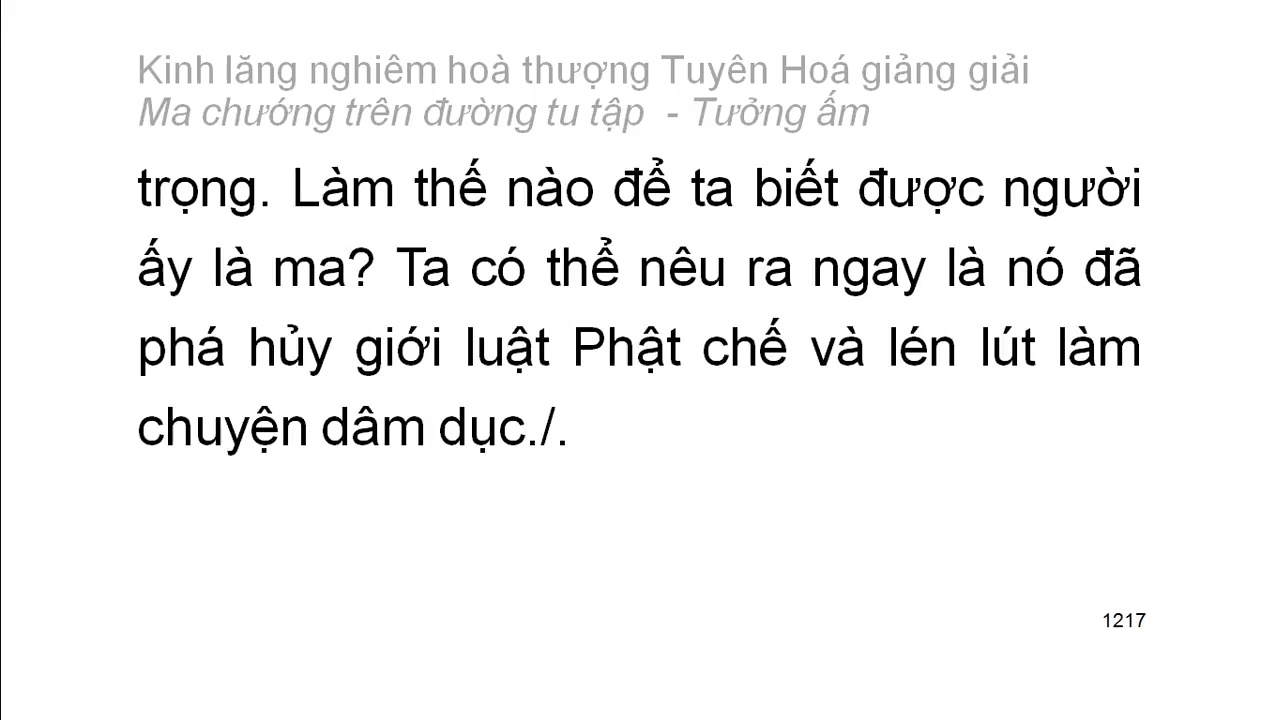 Kinh lăng nghiêm hoà thượng Tuyên Hoá giảng giải
Ma chướng trên đường tu tập - Tưởng ấm
trọng. Làm thế nào để ta biết được người
ấy là ma? Ta có thể nêu ra ngay là nó đã
phá hủy giới luật Phật chế và lén lút làm
chuyện dâm dục./.
1217